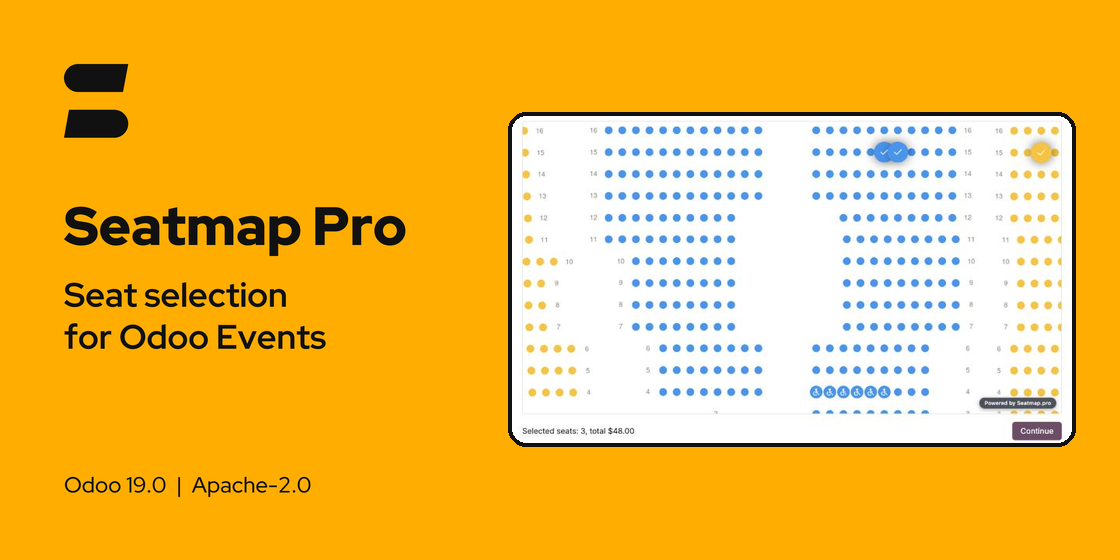 Seatmap Pro
Seat selection
for Odoo Events
Odoo 19.0 | Apache-2.0
16 16 16 16
15 15 15 15
14 14 14 14
13 13 13 13
12 12 12 12
11 11 11 11
10 10 10 10
9 9 9 9
8 8 8 8
7 7 7 7
6 6 6 6
5 5 5 5
4 4 4 4
Powered by Seatmap.pro
Selected seats: 3, total $48.00
Continue